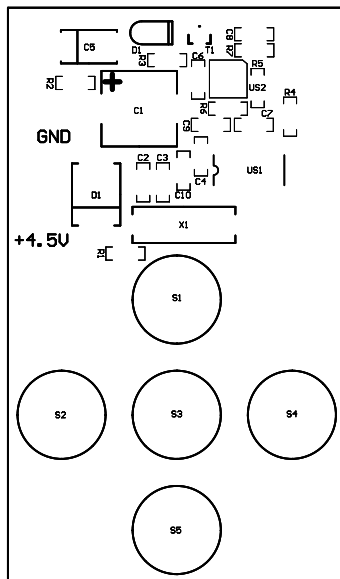 C8
C5
D1
T1
R7
R3
C6
R5
R2
US2
C1
R4
R6
C7
C9
GND
C2 C3
US1
C4
D1
C10
X1
+4.5V
R1
S1
S2 S3 S4
S5